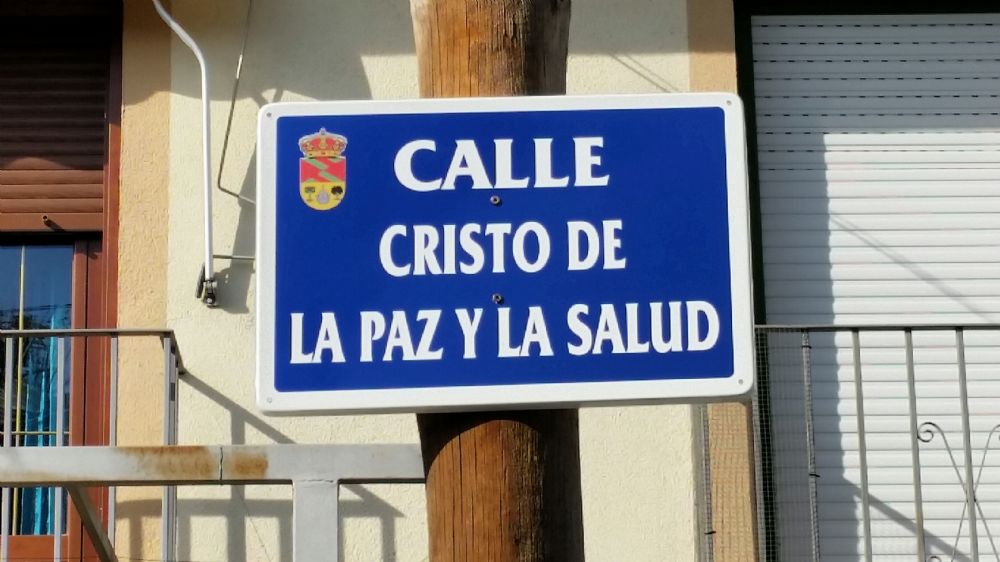 CALLE
CRISTO DE
LA PAZ Y LA SALUD